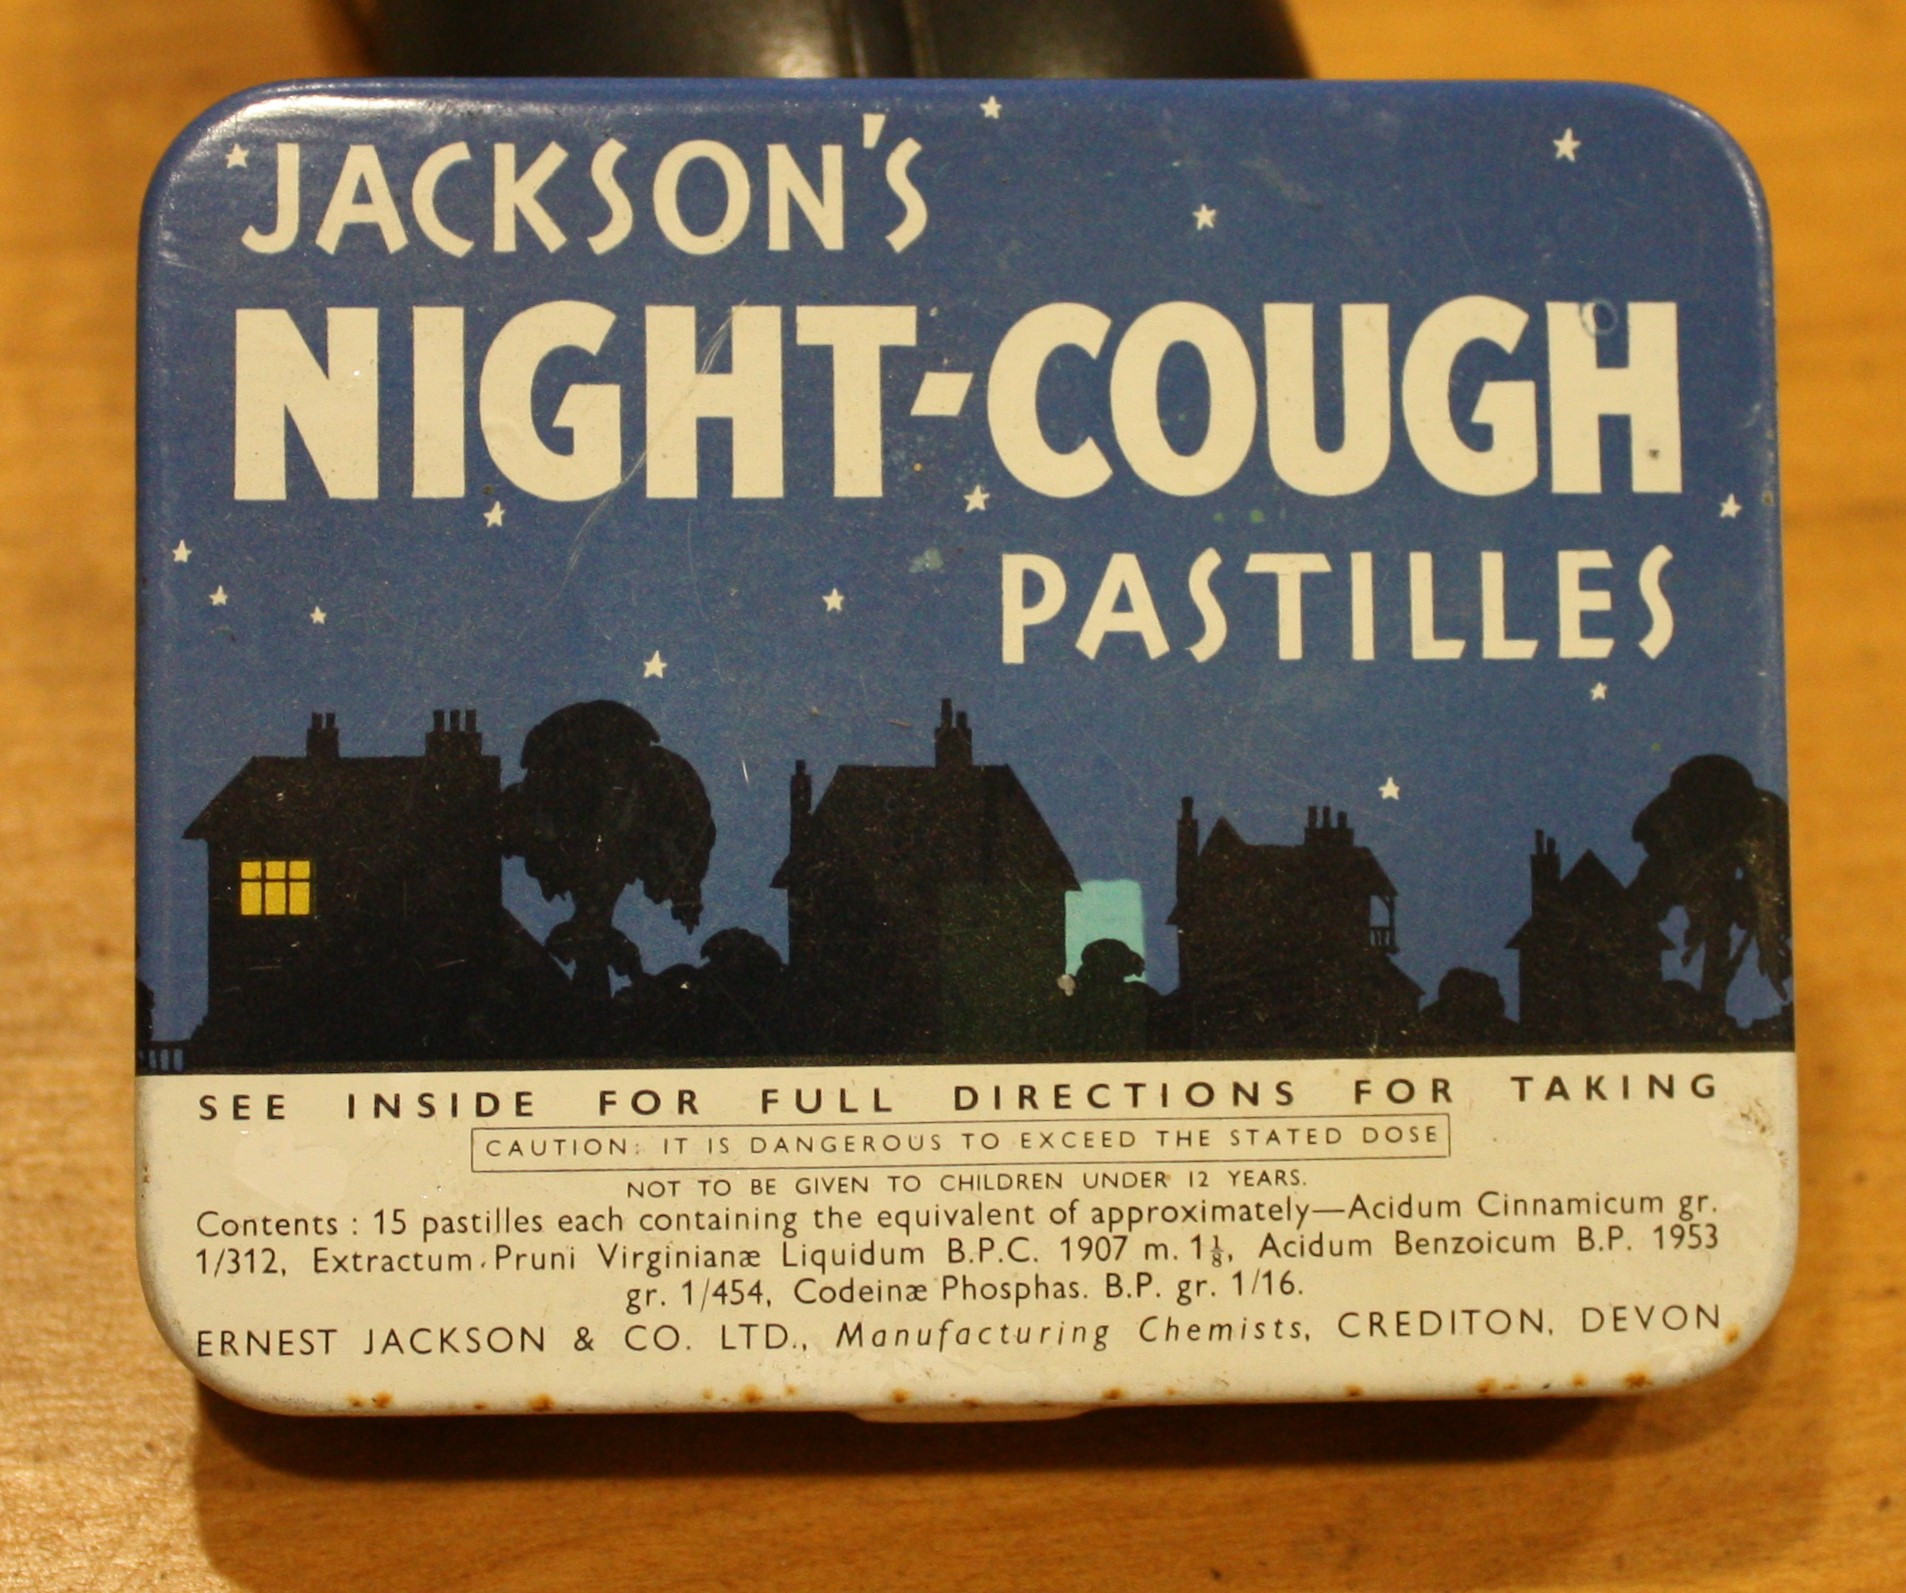 JACKSON'S
NIGHT-COUGH
PASTILLES
SEE INSIDE FOR FULL DIRECTIONS FOR TAKING
CAUTION: IT IS DANGEROUS TO EXCEED THE STATED DOSE
NOT TO BE GIVEN TO CHILDREN UNDER 12 YEARS.
Contents : 15 pastilles each containing the equivalent of approximately—Acidum Cinnamicum gr.
1/312, Extractum Pruni Virginianæ Liquidum B.P.C. 1907 m. 1⅛, Acidum Benzoicum B.P. 1953
gr. 1/454, Codeinæ Phosphas. B.P. gr. 1/16.
ERNEST JACKSON & CO. LTD., Manufacturing Chemists, CREDITON, DEVON